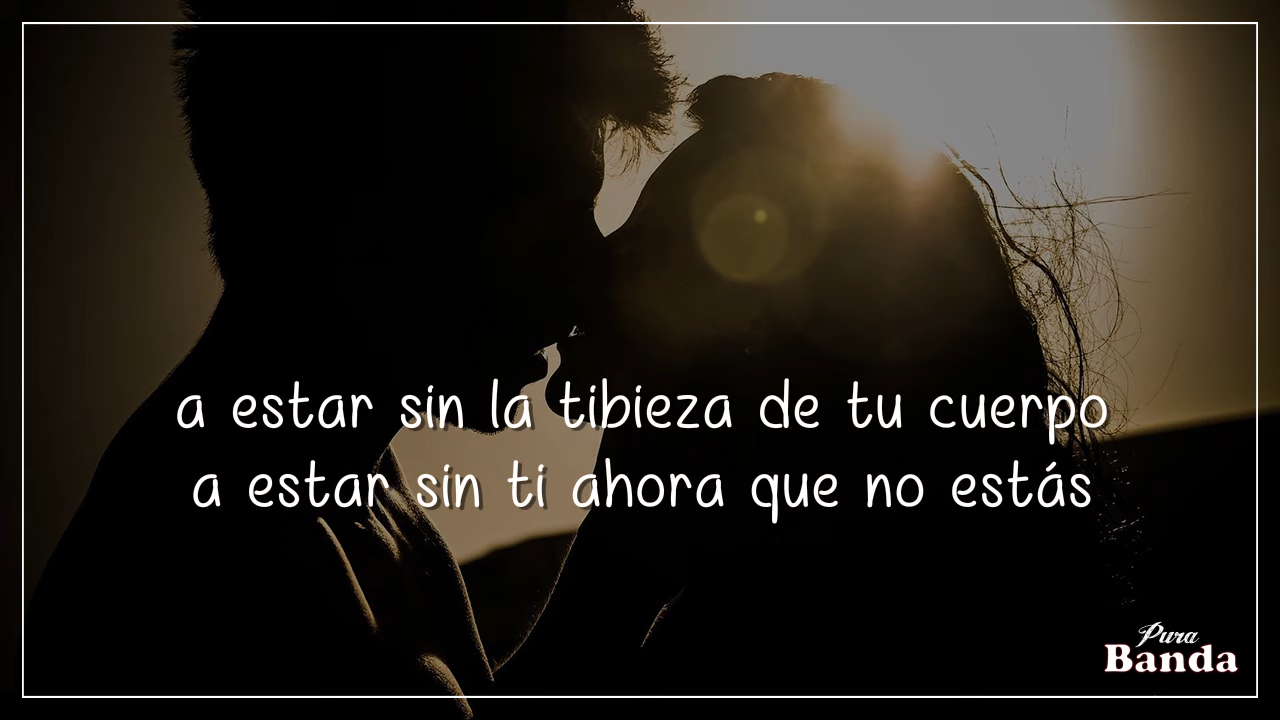 a estar sin la tibieza de tu cuerpo
a estar sin ti ahora que no estás
Pura
Banda